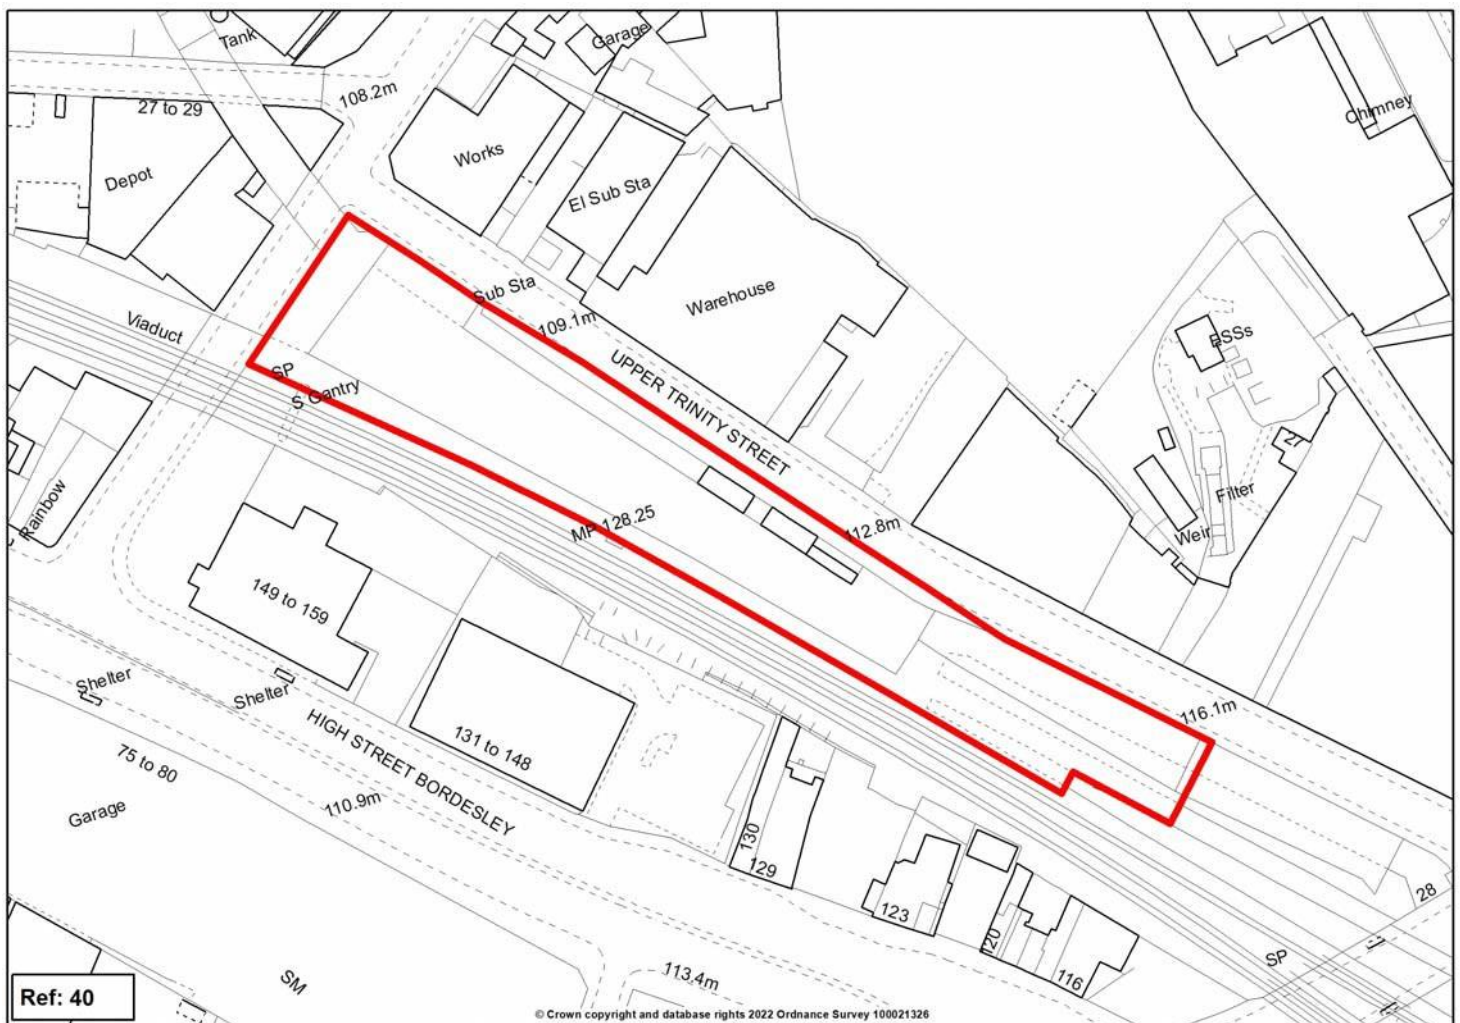 Tank
Garage
108.2m
27 to 29
Chimney
Works
Depot
El Sub Sta
Sub Sta
Warehouse
109.1m
Viaduct
ESSs
UPPER TRINITY STREET
SP
S Gantry
27
Filter
Rainbow
MP 128.25
112.8m
Weir
149 to 159
Shelter
Shelter
116.1m
HIGH STREET BORDESLEY
131 to 148
75 to 80
110.9m
Garage
130
129
123
120
116
28
SP
113.4m
SM
Ref: 40
© Crown copyright and database rights 2022 Ordnance Survey 100021326